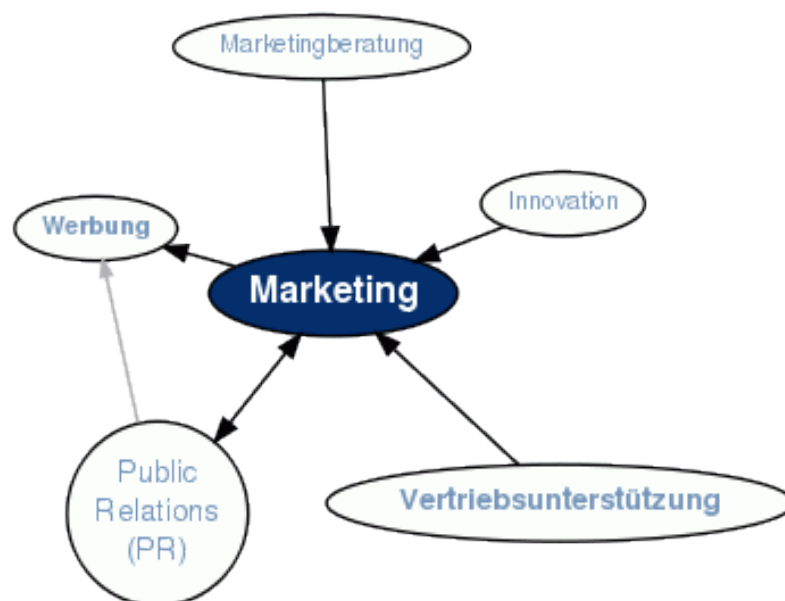 Marketingberatung
Innovation
Werbung
Marketing
Public
Relations
(PR)
Vertriebsunterstützung